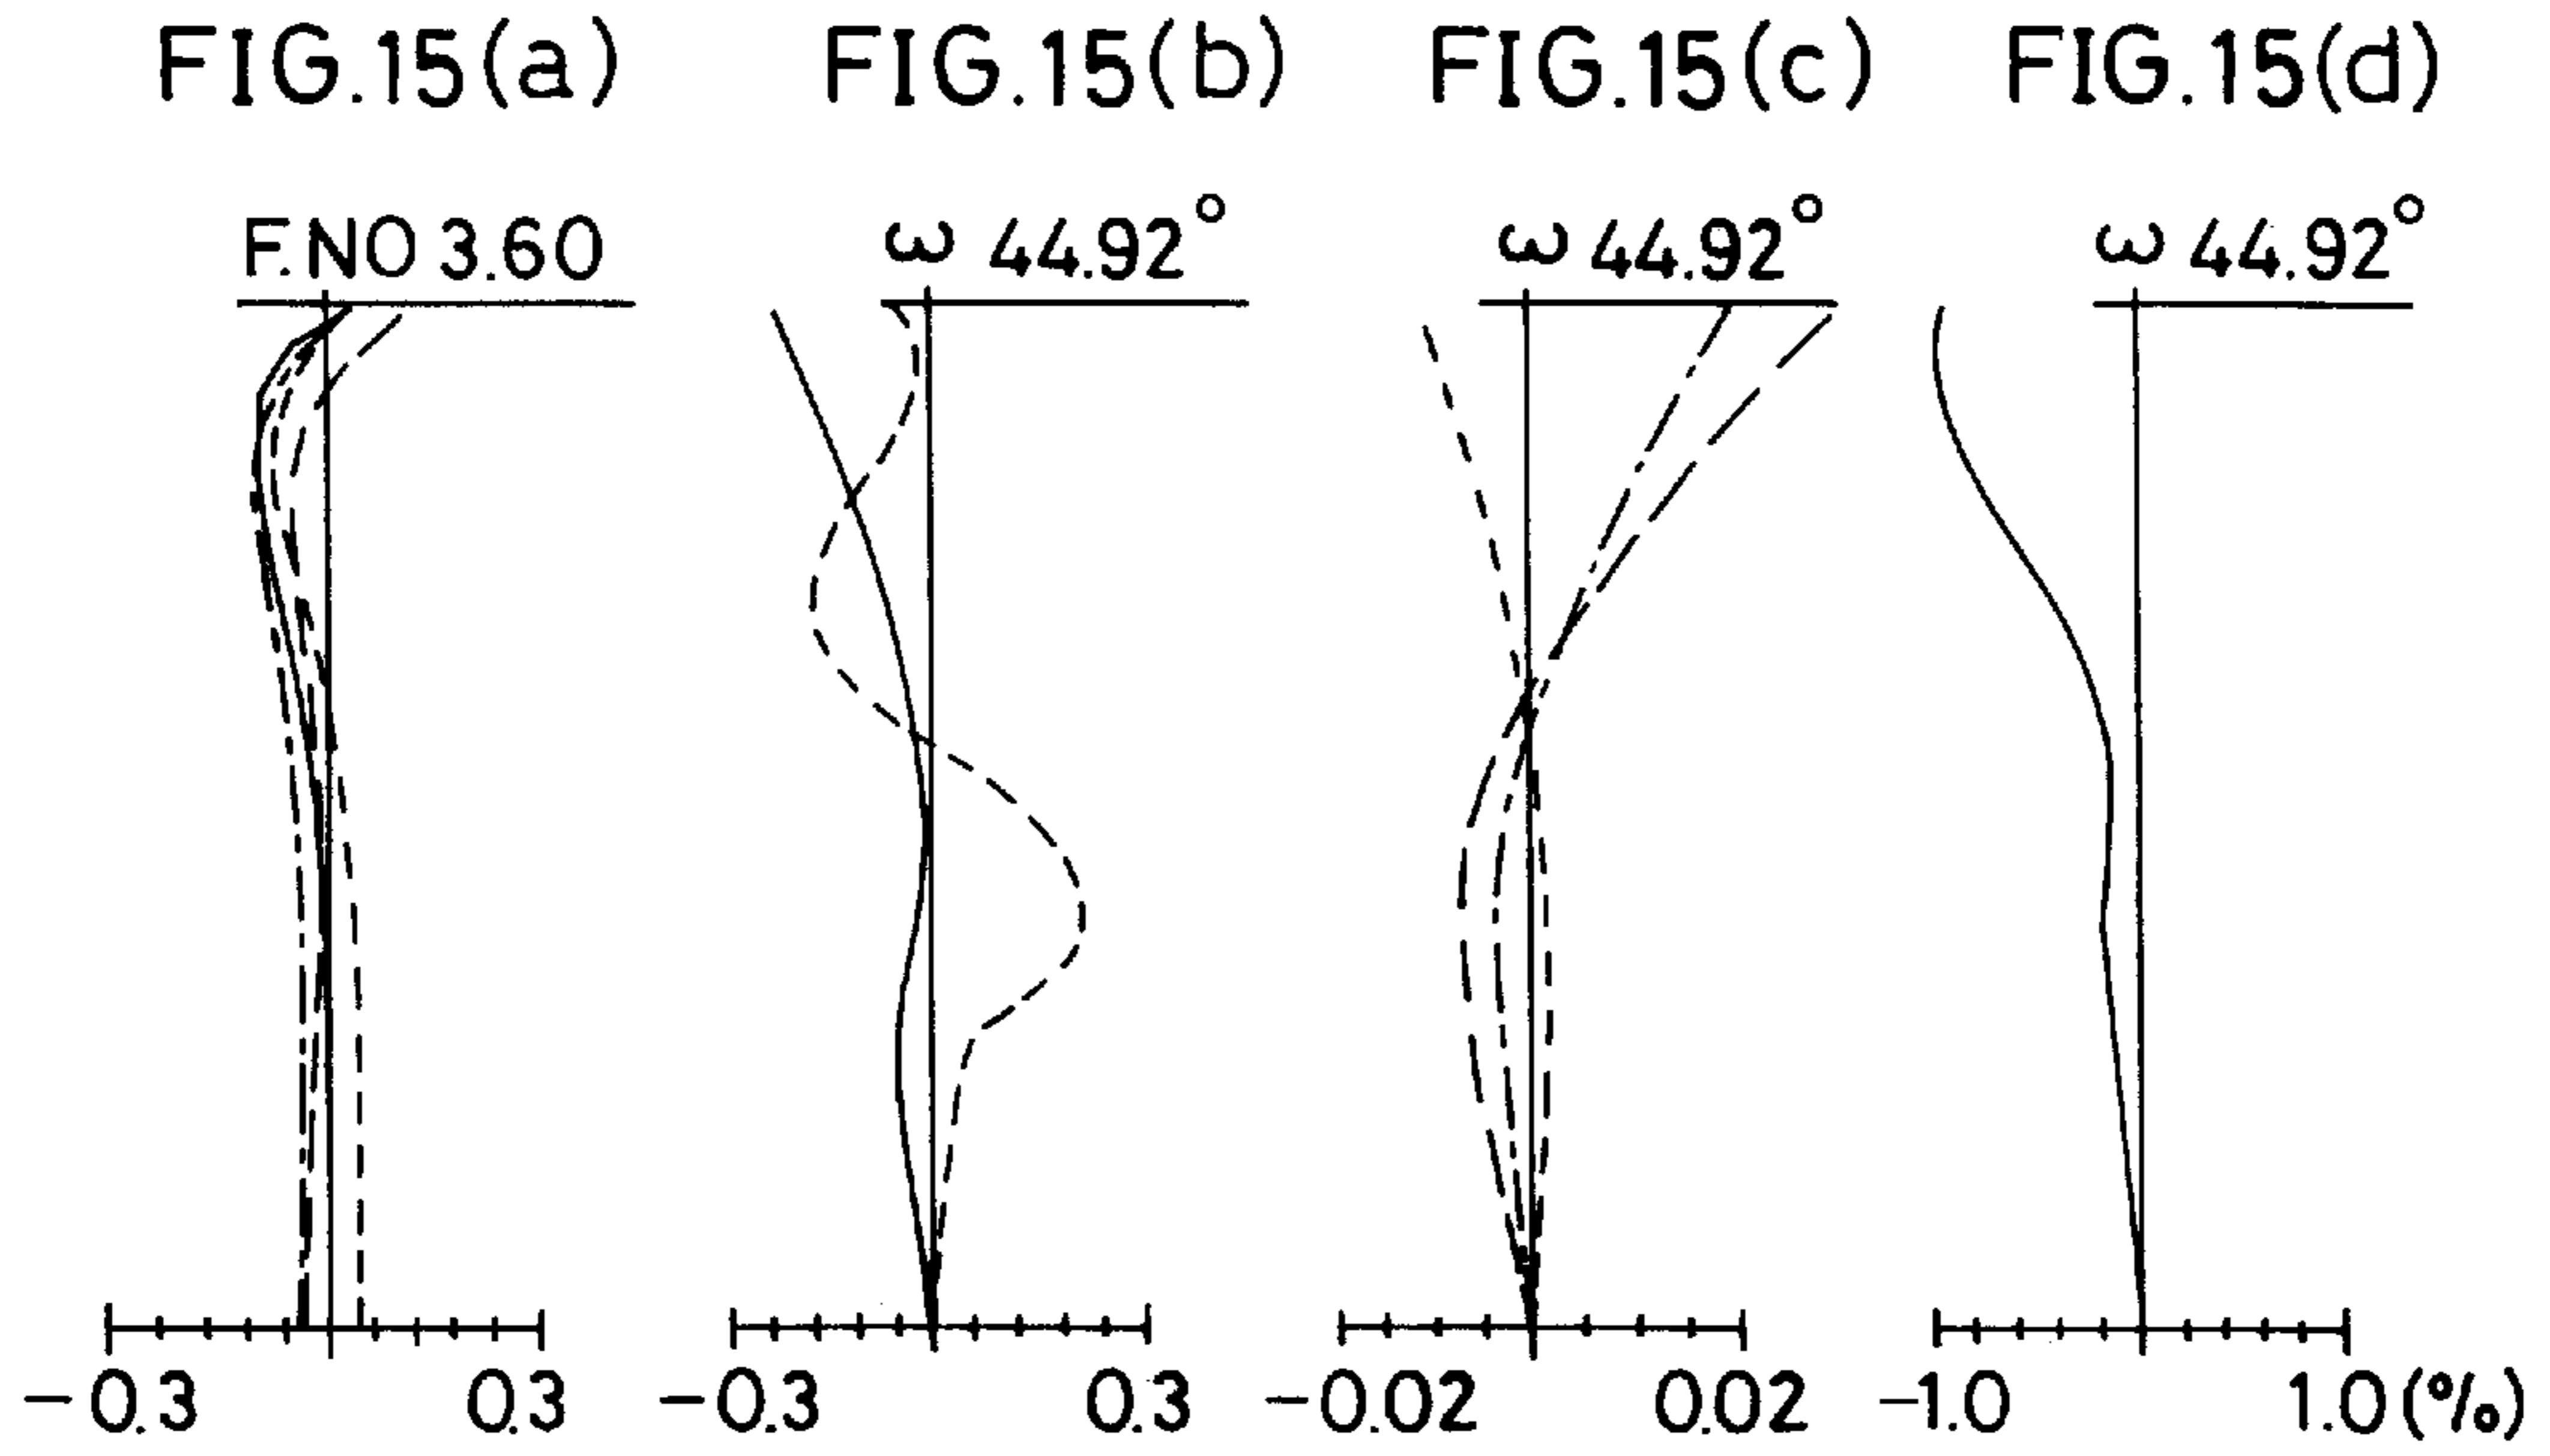 FIG.15(a) FIG.15(b) FIG.15(c) FIG.15(d)
F.NO 3.60 ω 44.92° ω 44.92° ω 44.92°
-0.3 0.3 -0.3 0.3 -0.02 0.02 -1.0 1.0(%)